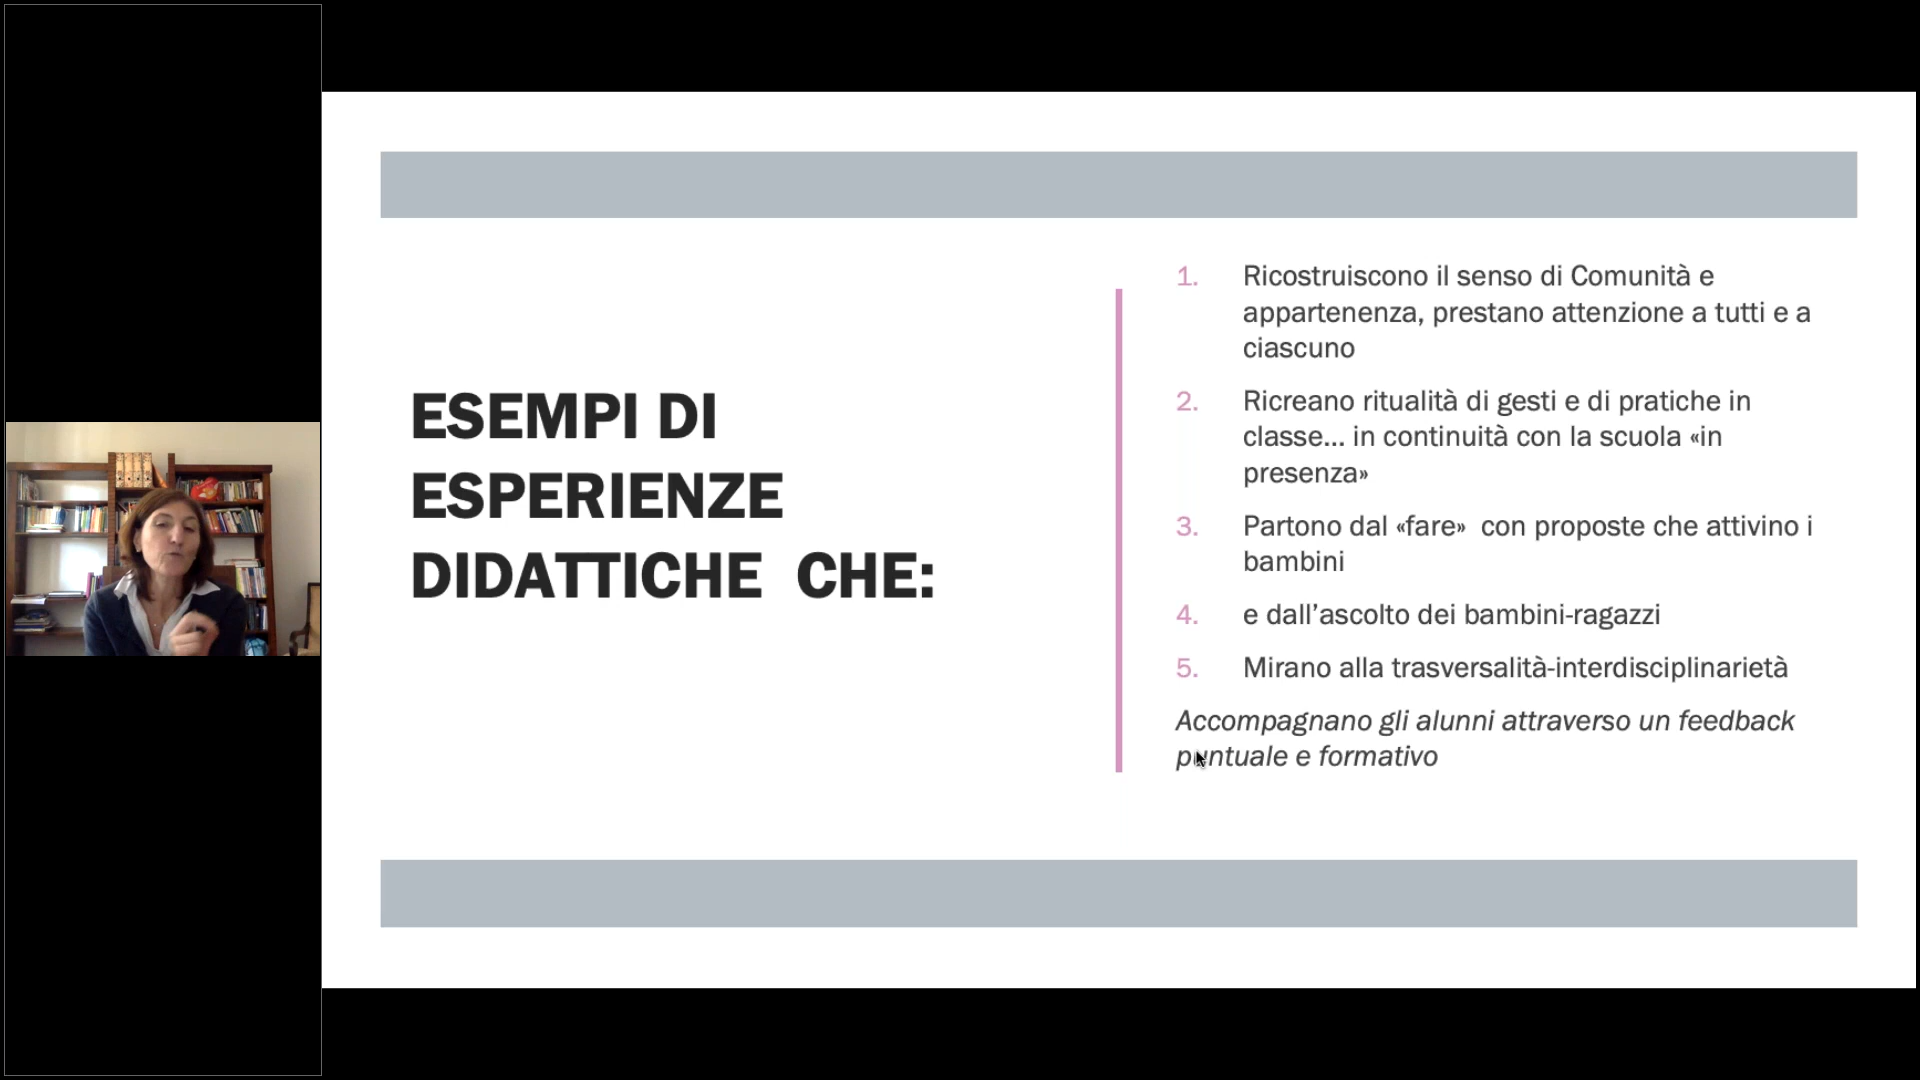 ESEMPI DI
ESPERIENZE
DIDATTICHE  CHE:
1. Ricostruiscono il senso di Comunità e
appartenenza, prestano attenzione a tutti e a
ciascuno
2. Ricreano ritualità di gesti e di pratiche in
classe... in continuità con la scuola «in
presenza»
3. Partono dal «fare»  con proposte che attivino i
bambini
4. e dall’ascolto dei bambini-ragazzi
5. Mirano alla trasversalità-interdisciplinarietà
Accompagnano gli alunni attraverso un feedback
puntuale e formativo